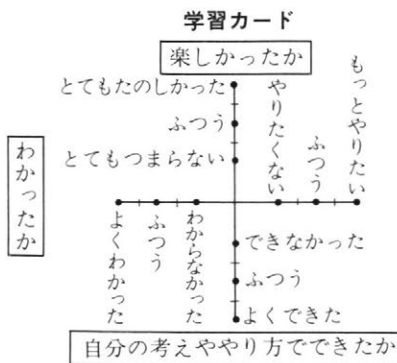 学習カード
楽しかったか
とてもたのしかった
ふつう
とてもつまらない
やりたくない
ふつう
もっとやりたい
わかったか
よくわかった
ふつう
わからなかった
できなかった
ふつう
よくできた
自分の考えややり方でできたか